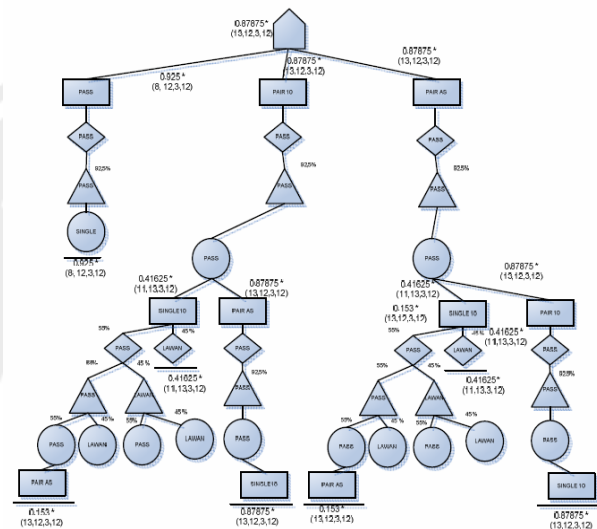 0.87875 *
(13,12,3,12)
0.925 *
(8, 12,3,12)
0.87875 *
(13,12,3,12)
0.87875 *
(13,12,3,12)
PASS
PAIR 10
PAIR AS
PASS
PASS
PASS
92,5%
92,5%
92,5%
PASS
PASS
PASS
SINGLE
PASS
PASS
0.925 *
(8, 12,3,12)
0.41625 *
(11,13,3,12)
0.87875 *
(13,12,3,12)
0.41625 *
(11,13,3,12)
0.87875 *
(13,12,3,12)
SINGLE 10
PAIR AS
0.153 *
(13,12,3,12)
SINGLE 10
PAIR 10
55%
45%
55%
45%
0.41625 *
(11,13,3,12)
PASS
LAWAN
PASS
PASS
LAWAN
PASS
0.41625 *
(11,13,3,12)
0.41625 *
(11,13,3,12)
45%
92,5%
55%
45%
92,5%
PASS
LAWAN
PASS
PASS
LAWAN
PASS
55%
45%
55%
45%
55%
45%
55%
45%
PASS
LAWAN
PASS
LAWAN
PASS
PASS
LAWAN
PASS
LAWAN
PASS
PAIR AS
SINGLE10
PAIR AS
SINGLE 10
0.153 *
(13,12,3,12)
0.87875 *
(13,12,3,12)
0.153 *
(13,12,3,12)
0.87875 *
(13,12,3,12)